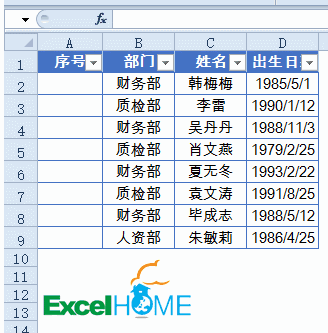 fx
A B C D
1 序号 部门 姓名 出生日
2 财务部 韩梅梅 1985/5/1
3 质检部 李雷 1990/1/12
4 财务部 吴丹丹 1988/11/3
5 质检部 肖文燕 1979/2/25
6 财务部 夏无冬 1993/2/22
7 质检部 袁文涛 1991/8/25
8 财务部 毕成志 1988/5/12
9 人资部 朱敏莉 1986/4/25
10
11
12
13
14
ExcelHOME